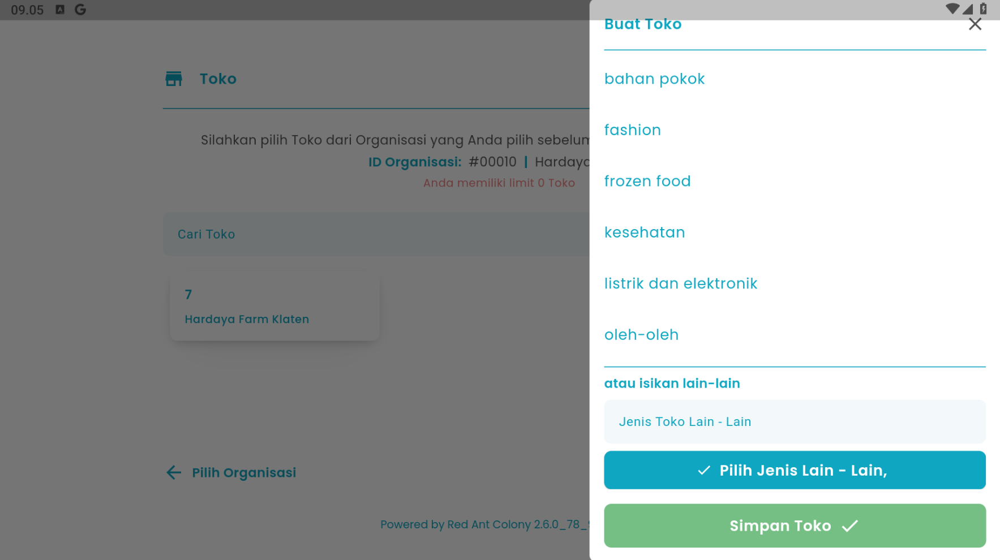 09.05
Toko
Silahkan pilih Toko dari Organisasi yang Anda pilih sebelum
ID Organisasi: #00010 | Hardaya
Anda memiliki limit 0 Toko
Cari Toko
7
Hardaya Farm Klaten
Pilih Organisasi
Powered by Red Ant Colony 2.6.0_78_
Buat Toko
bahan pokok
fashion
frozen food
kesehatan
listrik dan elektronik
oleh-oleh
atau isikan lain-lain
Jenis Toko Lain - Lain
Pilih Jenis Lain - Lain,
Simpan Toko